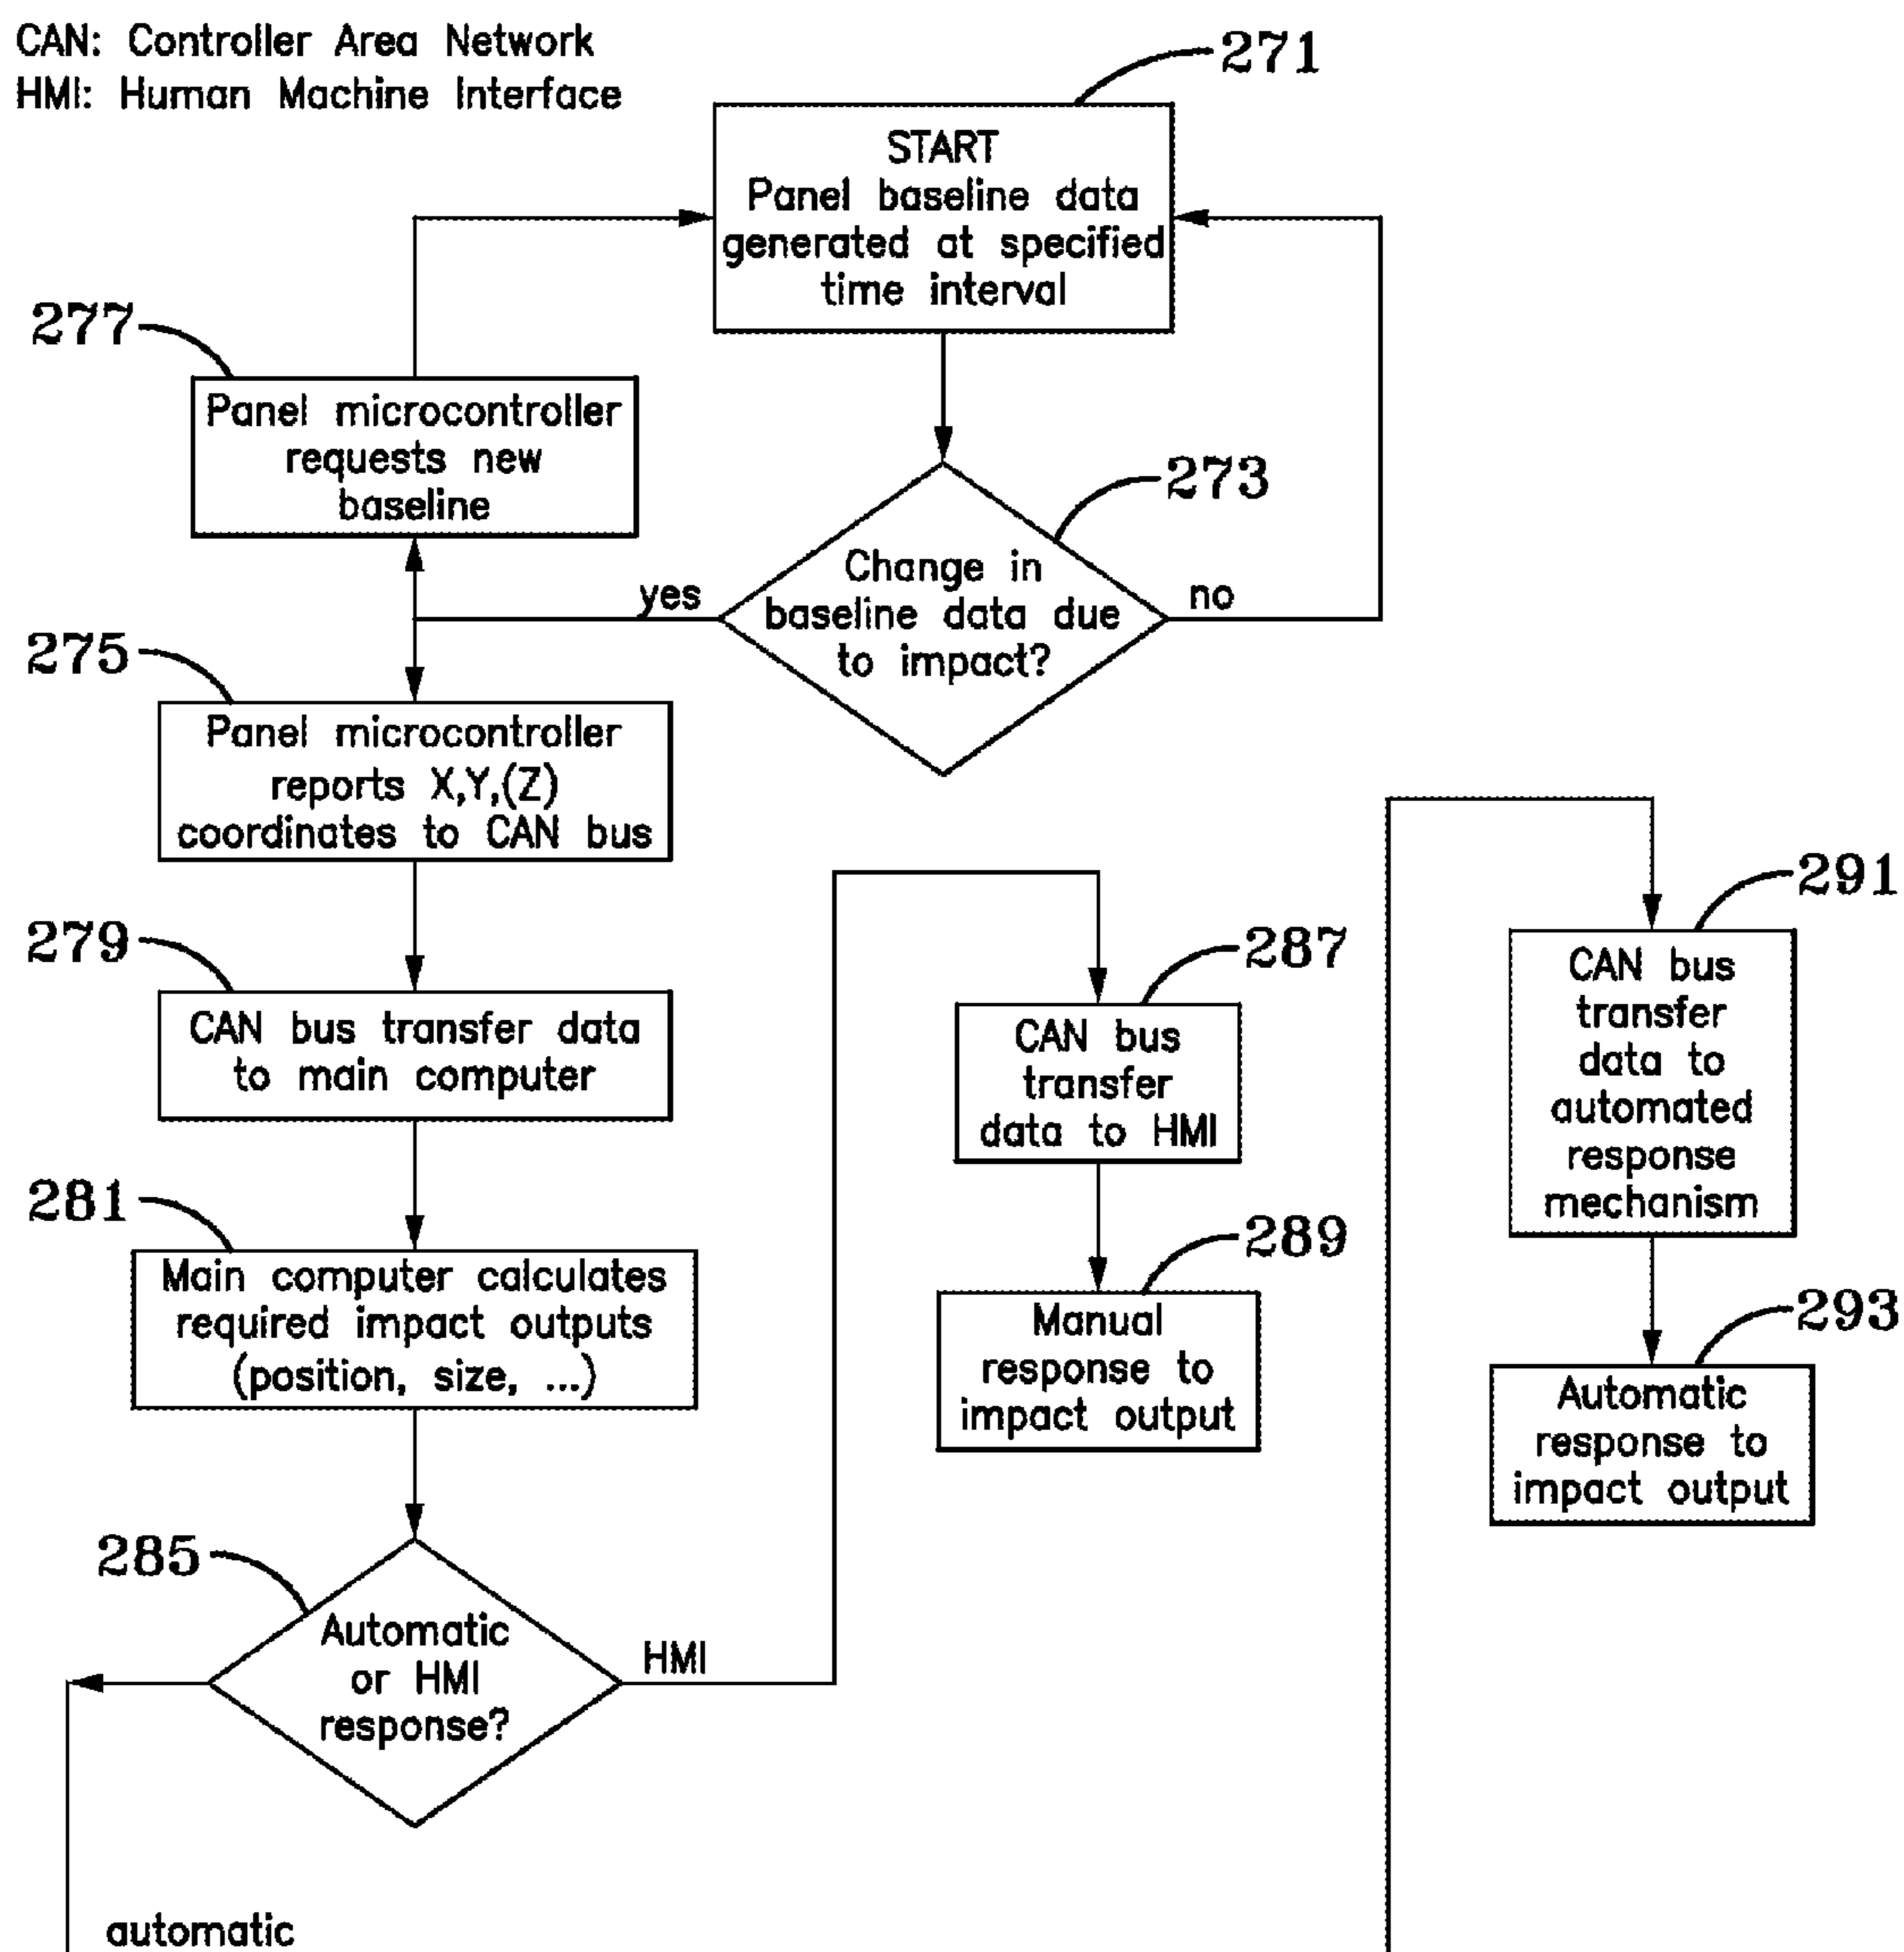 CAN: Controller Area Network
HMI: Human Machine Interface
271
START
Panel baseline data
generated at specified
time interval
277
Panel microcontroller
requests new
baseline
273
Change in
baseline data due
to impact?
yes
no
275
Panel microcontroller
reports X,Y,(Z)
coordinates to CAN bus
279
CAN bus transfer data
to main computer
281
Main computer calculates
required impact outputs
(position, size, ...)
285
Automatic
or HMI
response?
HMI
automatic
287
CAN bus
transfer
data to HMI
289
Manual
response to
impact output
291
CAN bus
transfer
data to
automated
response
mechanism
293
Automatic
response to
impact output